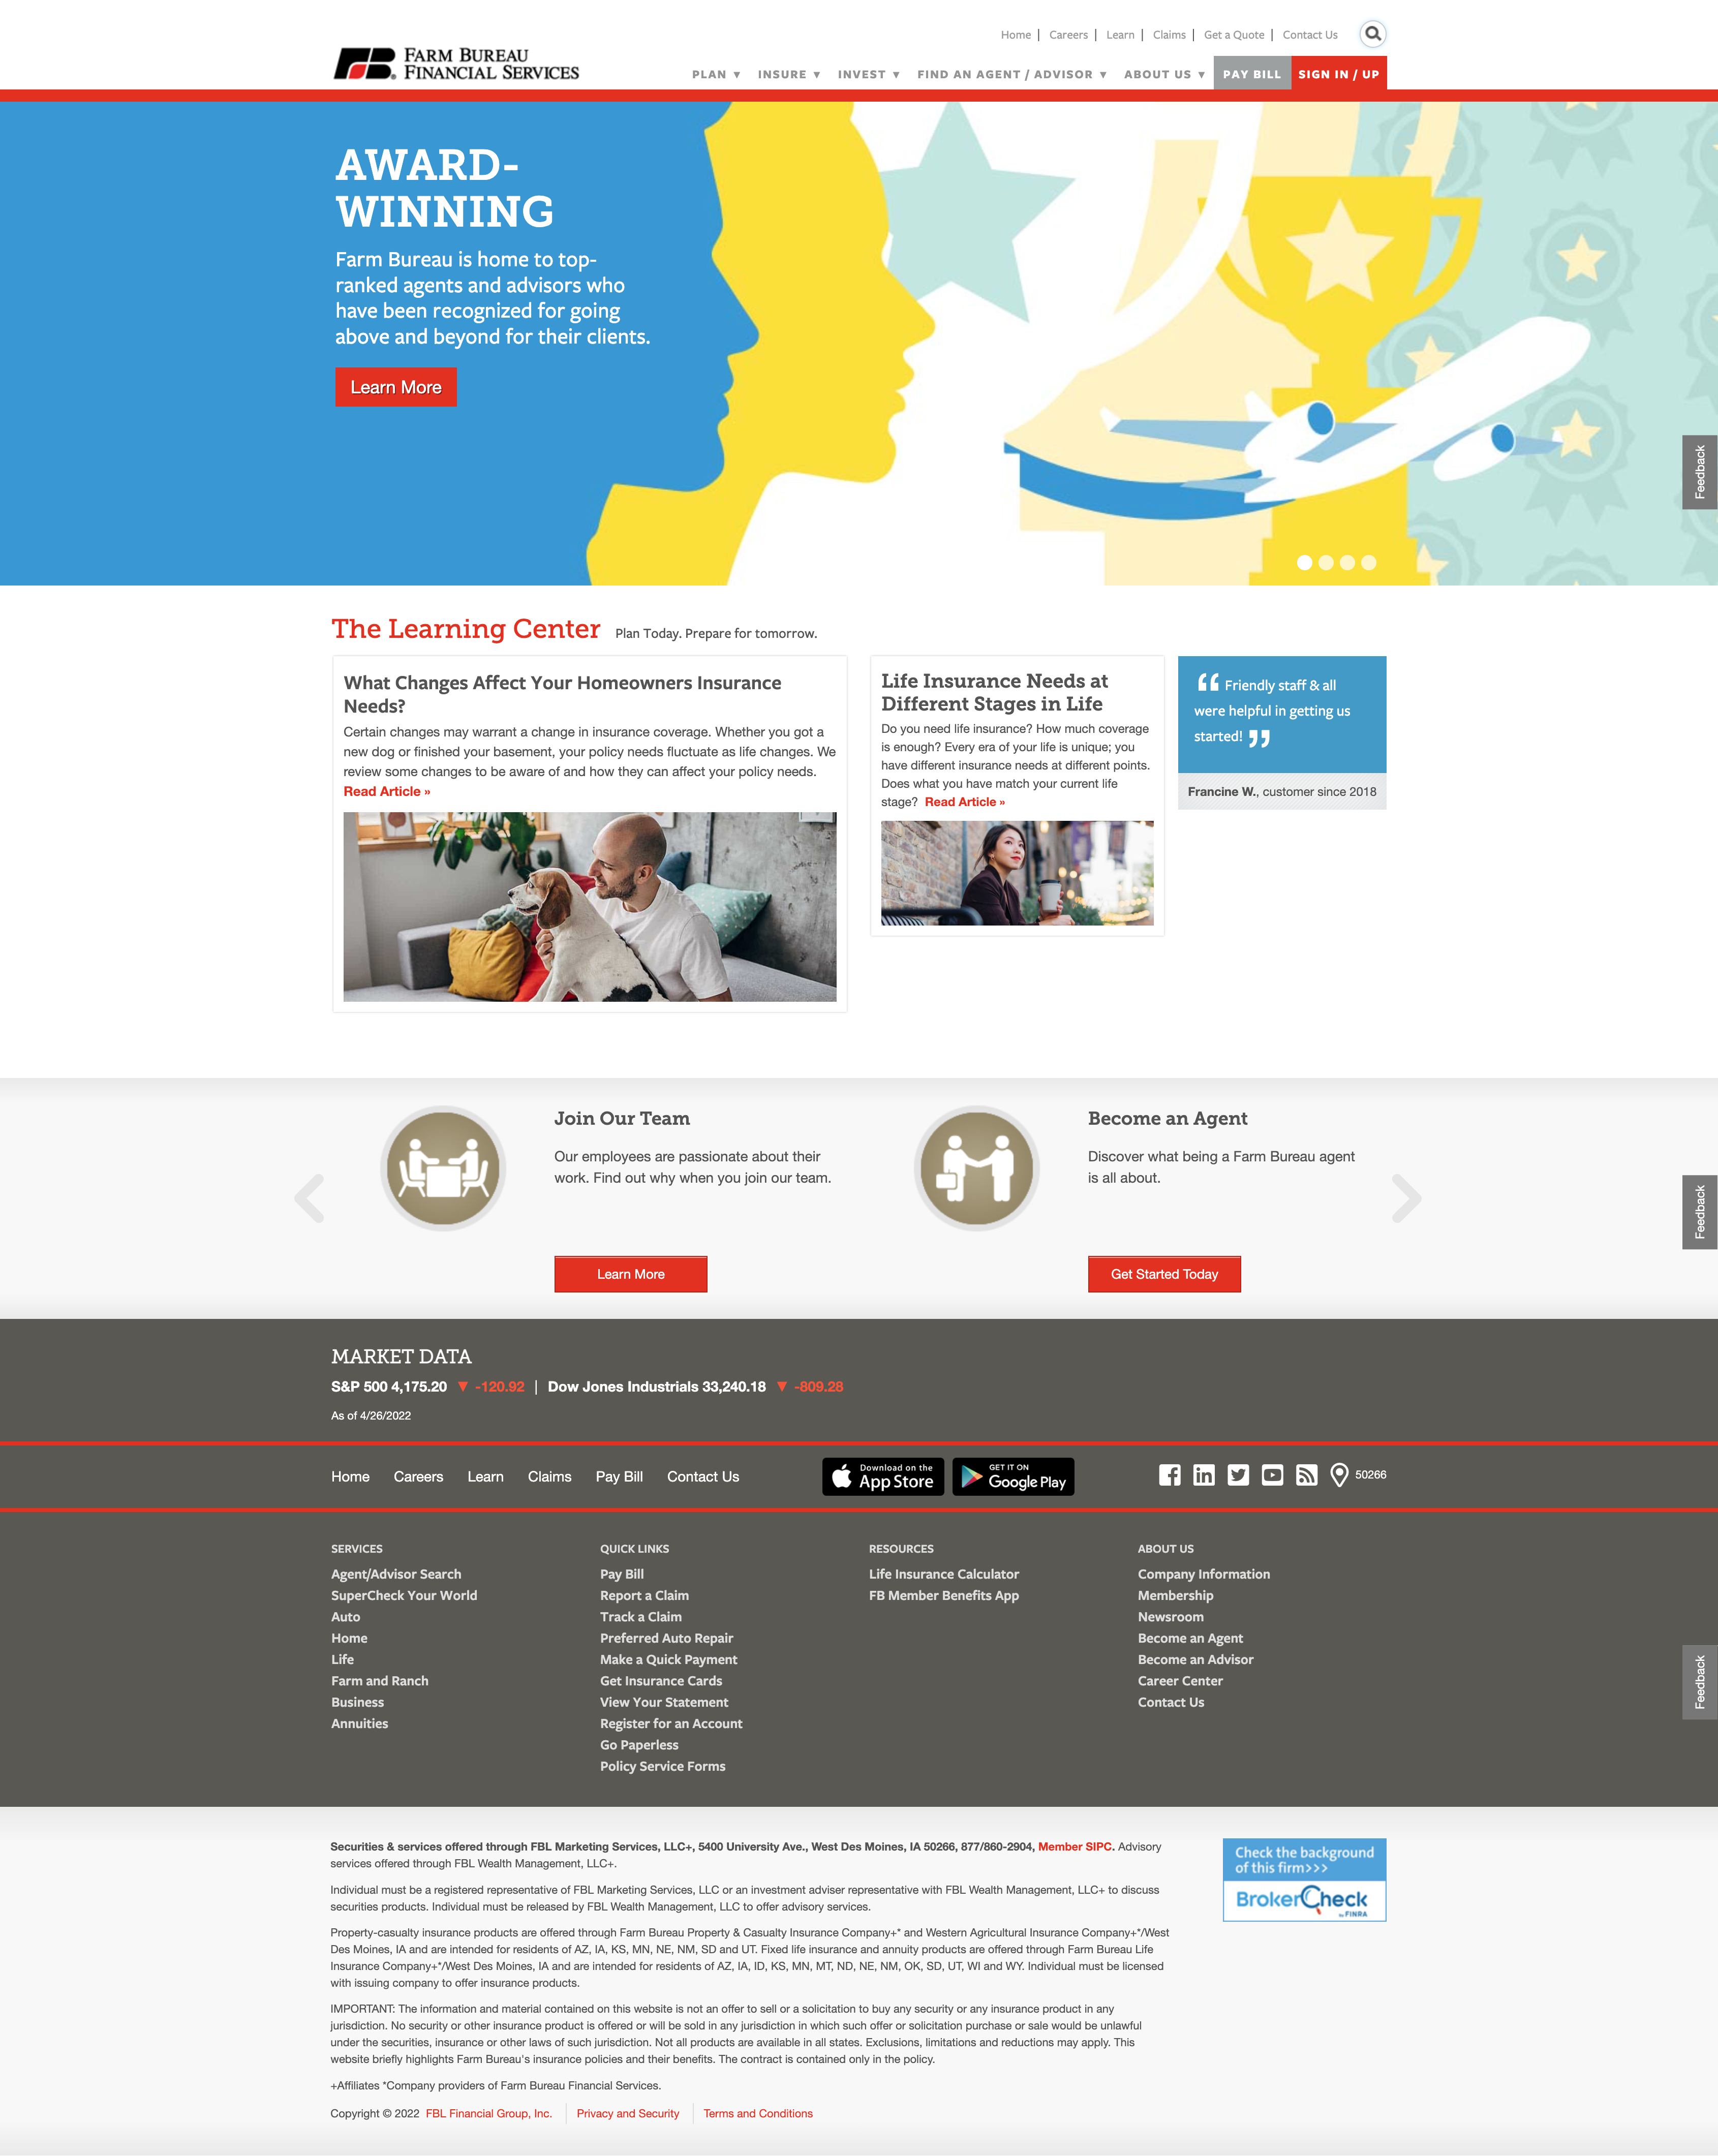 Home | Careers | Learn | Claims | Get a Quote | Contact Us
FARM BUREAU
FINANCIAL SERVICES
PLAN ▼ INSURE ▼ INVEST ▼ FIND AN AGENT / ADVISOR ▼ ABOUT US ▼ PAY BILL SIGN IN / UP
AWARD-
WINNING
Farm Bureau is home to top-
ranked agents and advisors who
have been recognized for going
above and beyond for their clients.
Learn More
Feedback
The Learning Center Plan Today. Prepare for tomorrow.
What Changes Affect Your Homeowners Insurance
Needs?
Certain changes may warrant a change in insurance coverage. Whether you got a
new dog or finished your basement, your policy needs fluctuate as life changes. We
review some changes to be aware of and how they can affect your policy needs.
Read Article »
Life Insurance Needs at
Different Stages in Life
Do you need life insurance? How much coverage
is enough? Every era of your life is unique; you
have different insurance needs at different points.
Does what you have match your current life
stage? Read Article »
“ Friendly staff & all
were helpful in getting us
started! ”
Francine W., customer since 2018
Join Our Team
Our employees are passionate about their
work. Find out why when you join our team.
Learn More
Become an Agent
Discover what being a Farm Bureau agent
is all about.
Get Started Today
Feedback
MARKET DATA
S&P 500 4,175.20 ▼ -120.92 | Dow Jones Industrials 33,240.18 ▼ -809.28
As of 4/26/2022
Home Careers Learn Claims Pay Bill Contact Us
Download on the
App Store
GET IT ON
Google Play
50266
SERVICES
Agent/Advisor Search
SuperCheck Your World
Auto
Home
Life
Farm and Ranch
Business
Annuities
QUICK LINKS
Pay Bill
Report a Claim
Track a Claim
Preferred Auto Repair
Make a Quick Payment
Get Insurance Cards
View Your Statement
Register for an Account
Go Paperless
Policy Service Forms
RESOURCES
Life Insurance Calculator
FB Member Benefits App
ABOUT US
Company Information
Membership
Newsroom
Become an Agent
Become an Advisor
Career Center
Contact Us
Feedback
Securities & services offered through FBL Marketing Services, LLC+, 5400 University Ave., West Des Moines, IA 50266, 877/860-2904, Member SIPC. Advisory
services offered through FBL Wealth Management, LLC+.
Individual must be a registered representative of FBL Marketing Services, LLC or an investment adviser representative with FBL Wealth Management, LLC+ to discuss
securities products. Individual must be released by FBL Wealth Management, LLC to offer advisory services.
Property-casualty insurance products are offered through Farm Bureau Property & Casualty Insurance Company+* and Western Agricultural Insurance Company+*/West
Des Moines, IA and are intended for residents of AZ, IA, KS, MN, NE, NM, SD and UT. Fixed life insurance and annuity products are offered through Farm Bureau Life
Insurance Company+*/West Des Moines, IA and are intended for residents of AZ, IA, ID, KS, MN, MT, ND, NE, NM, OK, SD, UT, WI and WY. Individual must be licensed
with issuing company to offer insurance products.
IMPORTANT: The information and material contained on this website is not an offer to sell or a solicitation to buy any security or any insurance product in any
jurisdiction. No security or other insurance product is offered or will be sold in any jurisdiction in which such offer or solicitation purchase or sale would be unlawful
under the securities, insurance or other laws of such jurisdiction. Not all products are available in all states. Exclusions, limitations and reductions may apply. This
website briefly highlights Farm Bureau's insurance policies and their benefits. The contract is contained only in the policy.
+Affiliates *Company providers of Farm Bureau Financial Services.
Copyright © 2022 FBL Financial Group, Inc. Privacy and Security Terms and Conditions
Check the background
of this firm>>>
BrokerCheck
by FINRA